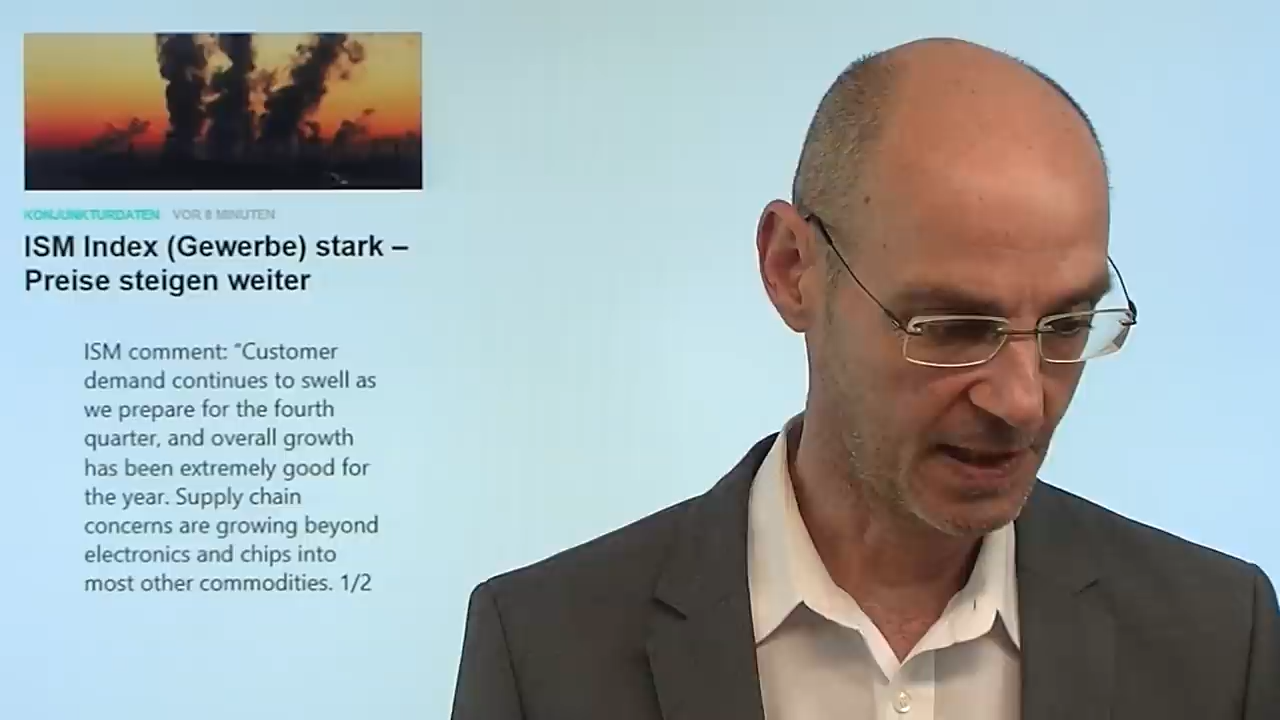 KONJUNKTURDATEN VOR 8 MINUTEN
ISM Index (Gewerbe) stark –
Preise steigen weiter
ISM comment: "Customer
demand continues to swell as
we prepare for the fourth
quarter, and overall growth
has been extremely good for
the year. Supply chain
concerns are growing beyond
electronics and chips into
most other commodities. 1/2